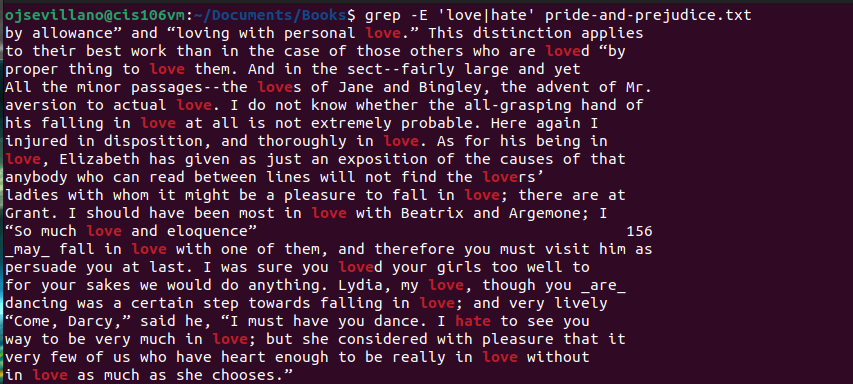 ojsevillano@cis106vm:~/Documents/Books$ grep -E 'love|hate' pride-and-prejudice.txt
by allowance” and “loving with personal love.” This distinction applies
to their best work than in the case of those others who are loved “by
proper thing to love them. And in the sect--fairly large and yet
All the minor passages--the loves of Jane and Bingley, the advent of Mr.
aversion to actual love. I do not know whether the all-grasping hand of
his falling in love at all is not extremely probable. Here again I
injured in disposition, and thoroughly in love. As for his being in
love, Elizabeth has given as just an exposition of the causes of that
anybody who can read between lines will not find the lovers’
ladies with whom it might be a pleasure to fall in love; there are at
Grant. I should have been most in love with Beatrix and Argemone; I
“So much love and eloquence” 156
_may_ fall in love with one of them, and therefore you must visit him as
persuade you at last. I was sure you loved your girls too well to
for your sakes we would do anything. Lydia, my love, though you _are_
dancing was a certain step towards falling in love; and very lively
“Come, Darcy,” said he, “I must have you dance. I hate to see you
way to be very much in love; but she considered with pleasure that it
very few of us who have heart enough to be really in love without
in love as much as she chooses.”